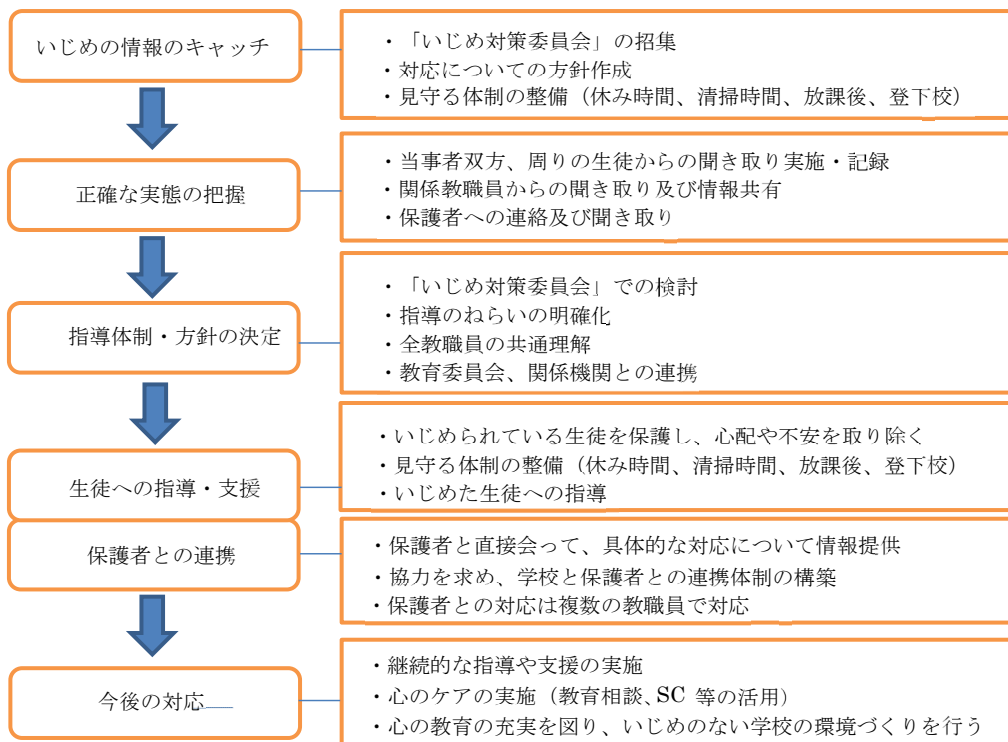 いじめの情報のキャッチ
・「いじめ対策委員会」の招集
・対応についての方針作成
・見守る体制の整備（休み時間、清掃時間、放課後、登下校）
正確な実態の把握
・当事者双方、周りの生徒からの聞き取り実施・記録
・関係教職員からの聞き取り及び情報共有
・保護者への連絡及び聞き取り
指導体制・方針の決定
・「いじめ対策委員会」での検討
・指導のねらいの明確化
・全教職員の共通理解
・教育委員会、関係機関との連携
生徒への指導・支援
・いじめられている生徒を保護し、心配や不安を取り除く
・見守る体制の整備（休み時間、清掃時間、放課後、登下校）
・いじめた生徒への指導
保護者との連携
・保護者と直接会って、具体的な対応について情報提供
・協力を求め、学校と保護者との連携体制の構築
・保護者との対応は複数の教職員で対応
今後の対応
・継続的な指導や支援の実施
・心のケアの実施（教育相談、SC 等の活用）
・心の教育の充実を図り、いじめのない学校の環境づくりを行う